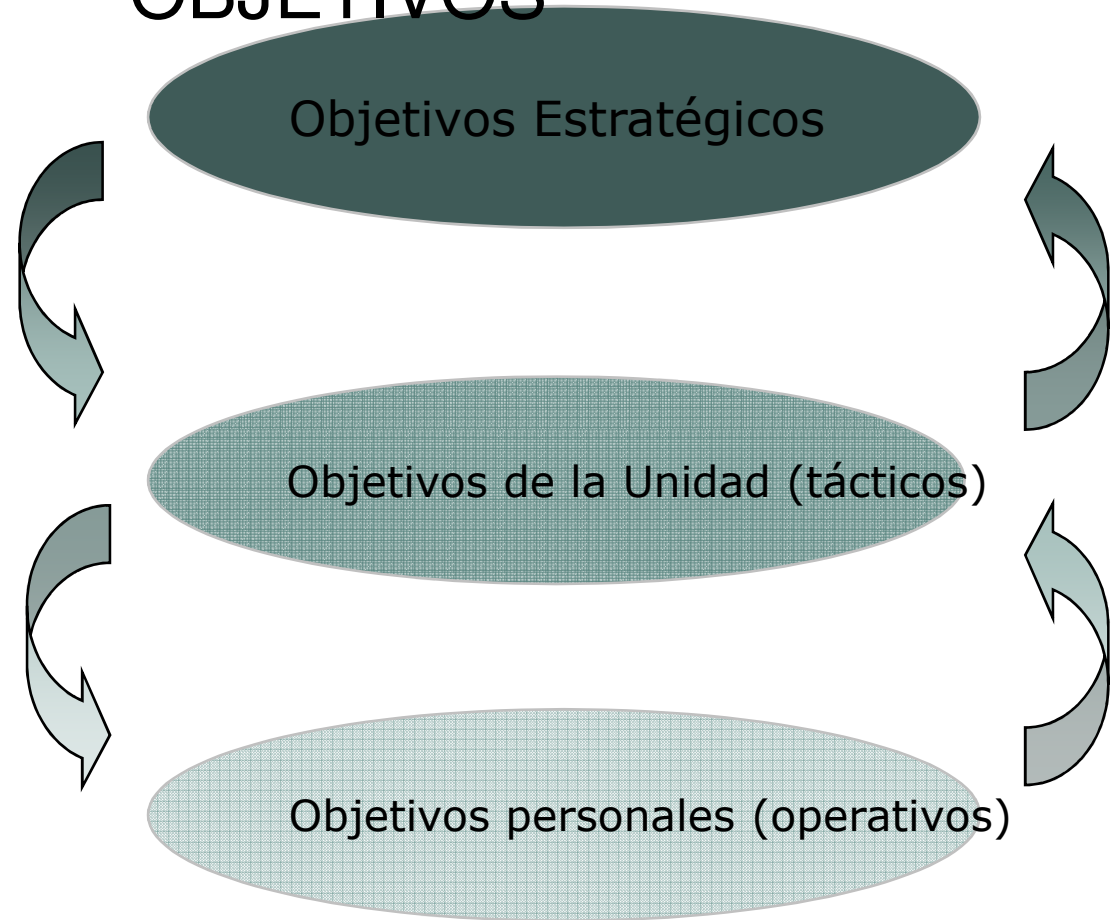 OBJETIVOS
Objetivos Estratégicos
Objetivos de la Unidad (tácticos)
Objetivos personales (operativos)